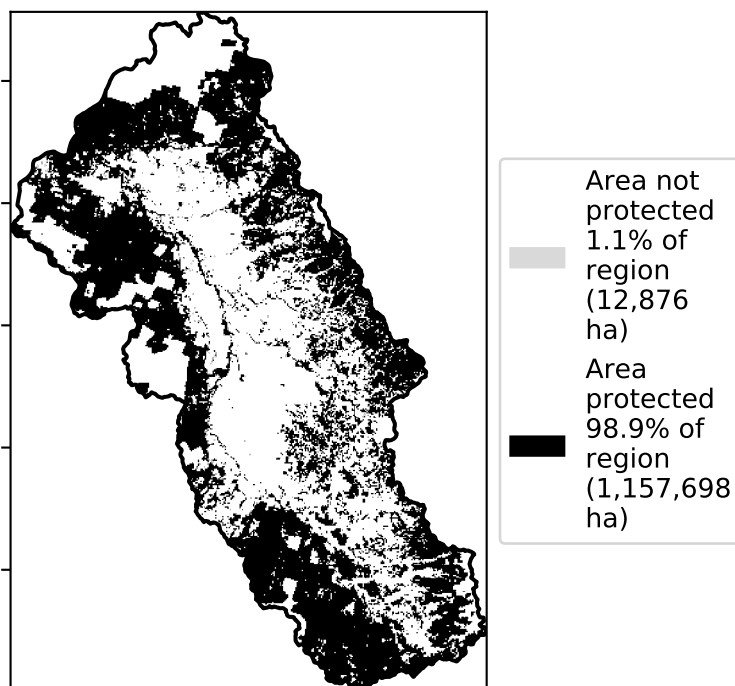 Area not
protected
1.1% of
region
(12,876
ha)
Area
protected
98.9% of
region
(1,157,698
ha)